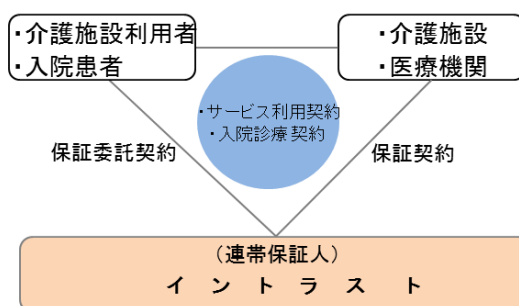 ・介護施設利用者
・入院患者
・介護施設
・医療機関
・サービス利用契約
・入院診療契約
保証委託契約
保証契約
（連帯保証人）
イントラスト